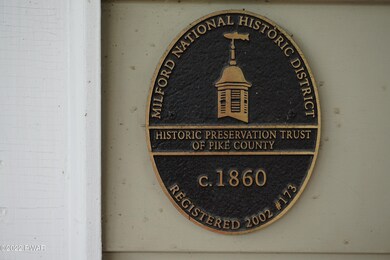 MILFORD NATIONAL HISTORIC DISTRICT
HISTORIC PRESERVATION TRUST
OF PIKE COUNTY
c.1860
REGISTERED 2002 #173